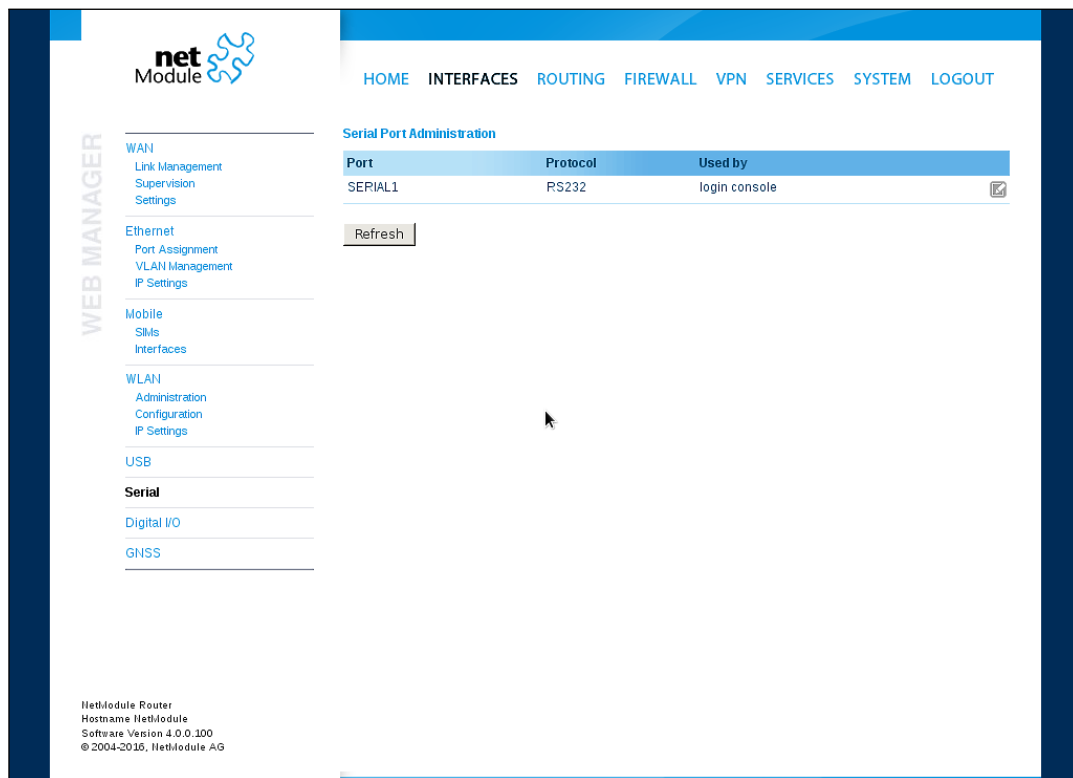 net
Module
HOME INTERFACES ROUTING FIREWALL VPN SERVICES SYSTEM LOGOUT
WEB MANAGER
WAN
Link Management
Supervision
Settings
Ethernet
Port Assignment
VLAN Management
IP Settings
Mobile
SIMs
Interfaces
WLAN
Administration
Configuration
IP Settings
USB
Serial
Digital I/O
GNSS
Serial Port Administration
Port Protocol Used by
SERIAL1 RS232 login console
Refresh
NetModule Router
Hostname NetModule
Software Version 4.0.0.100
© 2004-2016, NetModule AG